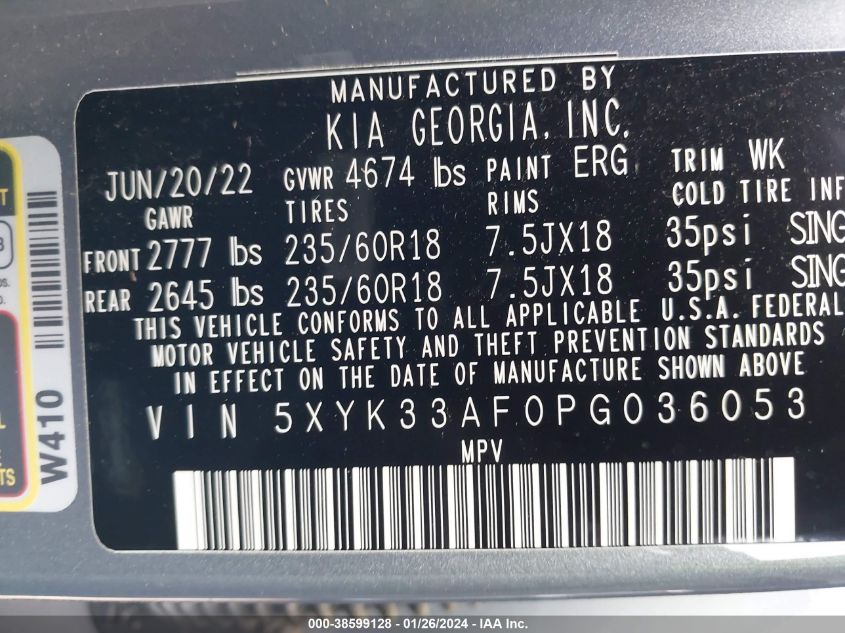 MANUFACTURED BY
KIA GEORGIA, INC.
JUN/20/22 GVWR 4674 lbs PAINT ERG TRIM WK
GAWR TIRES RIMS COLD TIRE INF
FRONT 2777 lbs 235/60R18 7.5JX18 35psi SING
REAR 2645 lbs 235/60R18 7.5JX18 35psi SING
THIS VEHICLE CONFORMS TO ALL APPLICABLE U.S.A. FEDERAL
MOTOR VEHICLE SAFETY AND THEFT PREVENTION STANDARDS
IN EFFECT ON THE DATE OF MANUFACTURE SHOWN ABOVE
VIN 5XYK33AF0PG036053
MPV
W410
TS
000-38599128 - 01/26/2024 - IAA Inc.